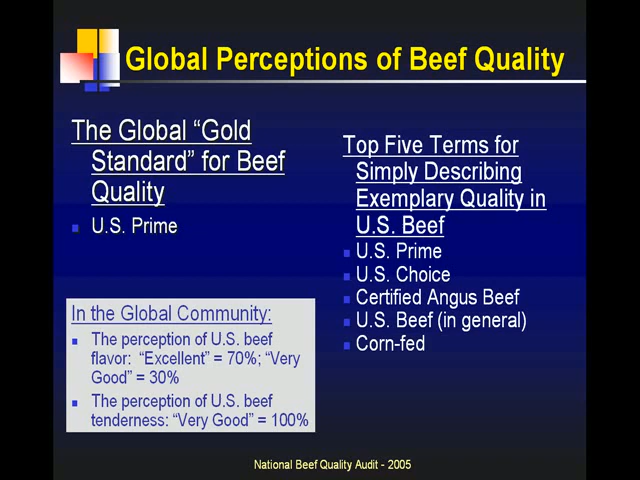 Global Perceptions of Beef Quality
The Global “Gold
Standard” for Beef
Quality
U.S. Prime
In the Global Community:
The perception of U.S. beef
flavor: “Excellent” = 70%; “Very
Good” = 30%
The perception of U.S. beef
tenderness: “Very Good” = 100%
Top Five Terms for
Simply Describing
Exemplary Quality in
U.S. Beef
U.S. Prime
U.S. Choice
Certified Angus Beef
U.S. Beef (in general)
Corn-fed
National Beef Quality Audit - 2005